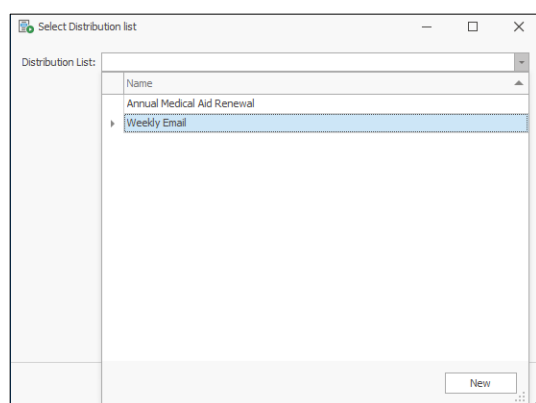 Select Distribution list
Distribution List:
Name
Annual Medical Aid Renewal
Weekly Email
New